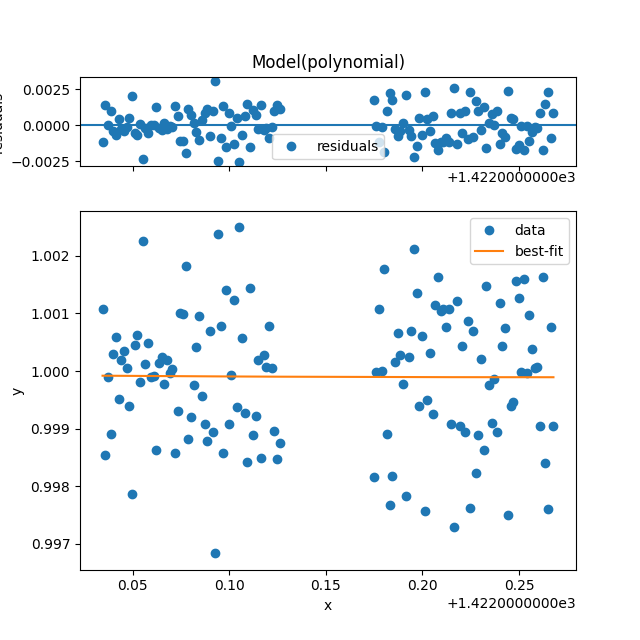 Model(polynomial)
0.0025
0.0000
−0.0025
residuals
residuals
+1.4220000000e3
1.002
1.001
1.000
0.999
0.998
0.997
y
data
best-fit
0.05
0.10
0.15
0.20
0.25
x
+1.4220000000e3